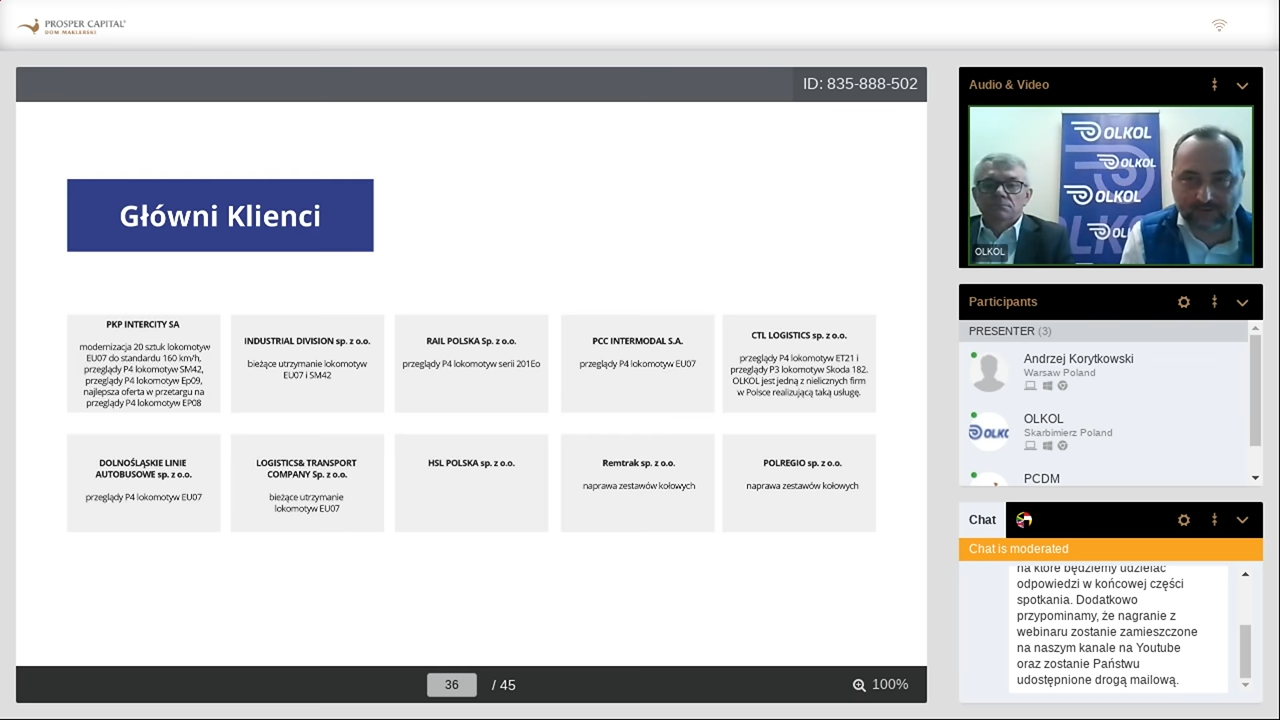 PROSPER CAPITAL
DOM MAKLERSKI
ID: 835-888-502
Główni Klienci
PKP INTERCITY SA
modernizacja 20 sztuk lokomotyw
EU07 do standardu 160 km/h,
przeglądy P4 lokomotyw SM42,
przeglądy P4 lokomotyw Ep09,
najlepsza oferta w przetargu na
przeglądy P4 lokomotyw EP08
INDUSTRIAL DIVISION sp. z o.o.
bieżące utrzymanie lokomotyw
EU07 i SM42
RAIL POLSKA Sp. z o.o.
przeglądy P4 lokomotyw serii 201Eo
PCC INTERMODAL S.A.
przeglądy P4 lokomotyw EU07
CTL LOGISTICS sp. z o.o.
przeglądy P4 lokomotyw ET21 i
przeglądy P3 lokomotyw Skoda 182.
OLKOL jest jedną z nielicznych firm
w Polsce realizującą taką usługę.
DOLNOŚLĄSKIE LINIE
AUTOBUSOWE sp. z o.o.
przeglądy P4 lokomotyw EU07
LOGISTICS& TRANSPORT
COMPANY Sp. z o.o.
bieżące utrzymanie
lokomotyw EU07
HSL POLSKA sp. z o.o.
Remtrak sp. z o.o.
naprawa zestawów kołowych
POLREGIO sp. z o.o.
naprawa zestawów kołowych
36 / 45
100%
Audio & Video
OLKOL
OLKOL
OLKOL
OLKOL
Participants
PRESENTER (3)
Andrzej Korytkowski
Warsaw Poland
OLKOL
Skarbimierz Poland
PCDM
Chat
Chat is moderated
na które będziemy udzielać
odpowiedzi w końcowej części
spotkania. Dodatkowo
przypominamy, że nagranie z
webinaru zostanie zamieszczone
na naszym kanale na Youtube
oraz zostanie Państwu
udostępnione drogą mailową.